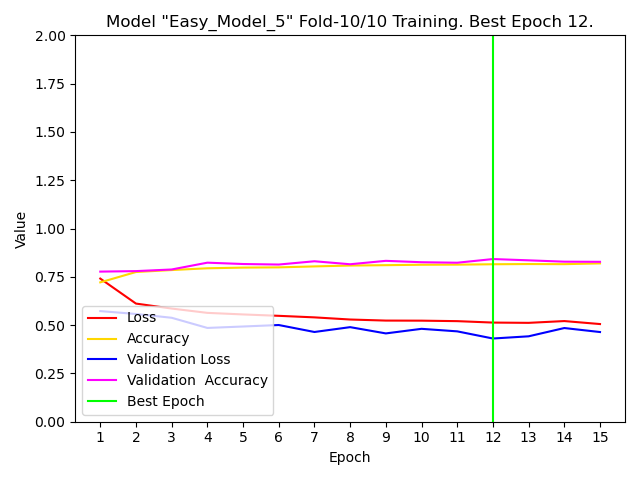 Model "Easy_Model_5" Fold-10/10 Training. Best Epoch 12.
2.00
1.75
1.50
1.25
1.00
0.75
0.50
0.25
0.00
Value
Loss
Accuracy
Validation Loss
Validation  Accuracy
Best Epoch
1 2 3 4 5 6 7 8 9 10 11 12 13 14 15
Epoch